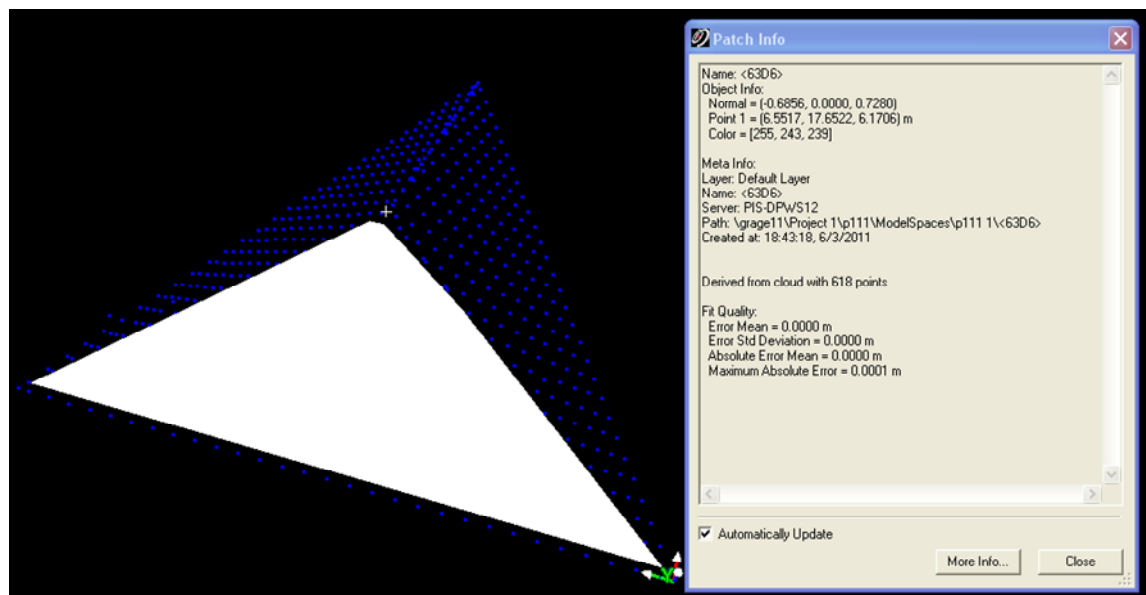 Patch Info
Name: <63D6>
Object Info:
Normal = (-0.6856, 0.0000, 0.7280)
Point 1 = (6.5517, 17.6522, 6.1706) m
Color = [255, 243, 239]
Meta Info:
Layer: Default Layer
Name: <63D6>
Server: PIS-DPWS12
Path: \grage11\Project 1\p111\ModelSpaces\p111 1\<63D6>
Created at: 18:43:18, 6/3/2011
Derived from cloud with 618 points
Fit Quality:
Error Mean = 0.0000 m
Error Std Deviation = 0.0000 m
Absolute Error Mean = 0.0000 m
Maximum Absolute Error = 0.0001 m
Automatically Update
More Info... Close
Y